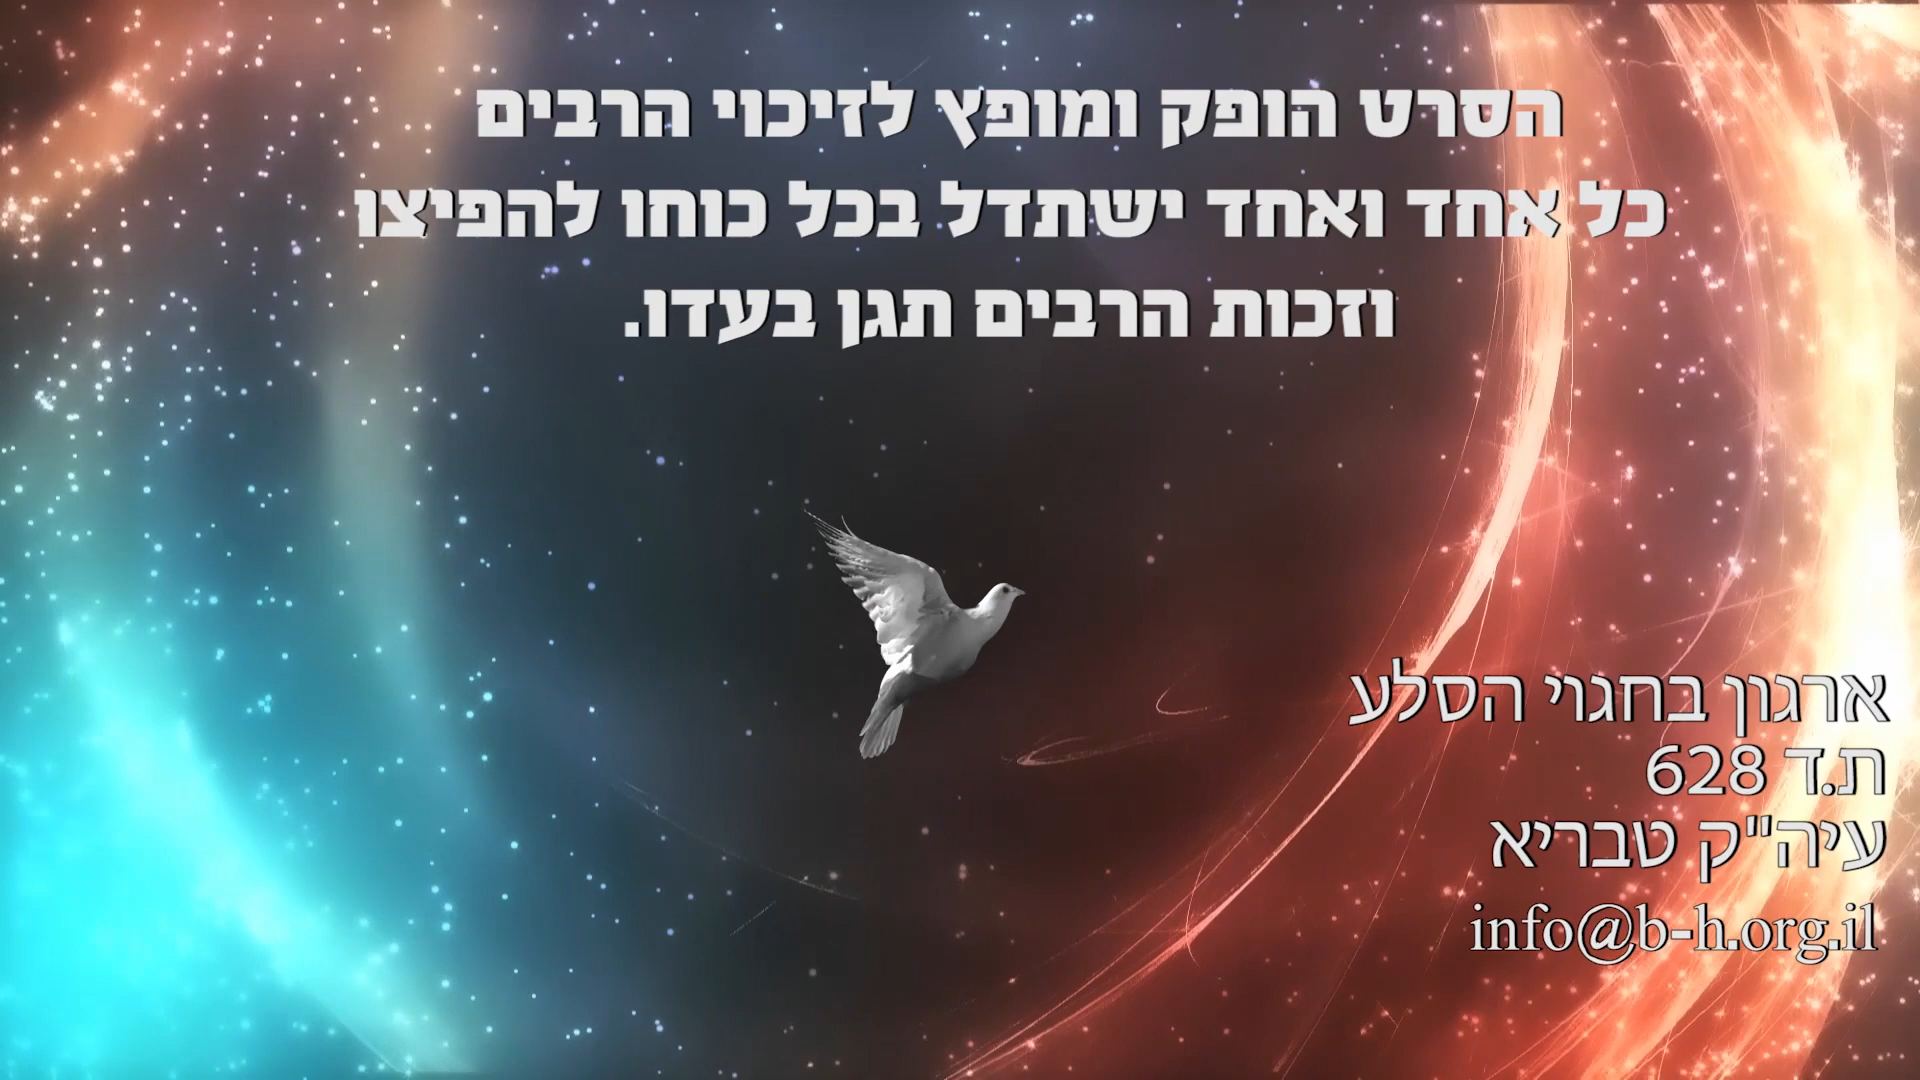 הסרט הופק ומופץ לזיכוי הרבים
כל אחד ואחד ישתדל בכל כוחו להפיצו
וזכות הרבים תגן בעדו.
ארגון בחגוי הסלע
ת.ד 628
עיה"ק טבריא
info@b-h.org.il